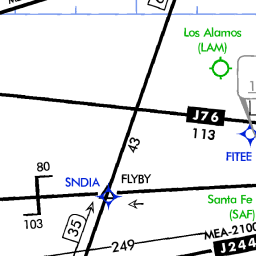 Los Alamos
(LAM)
1
43
J76
113
FITEE
80
SNDIA
FLYBY
103
35
Santa Fe
(SAF)
249
MEA-2100
J244